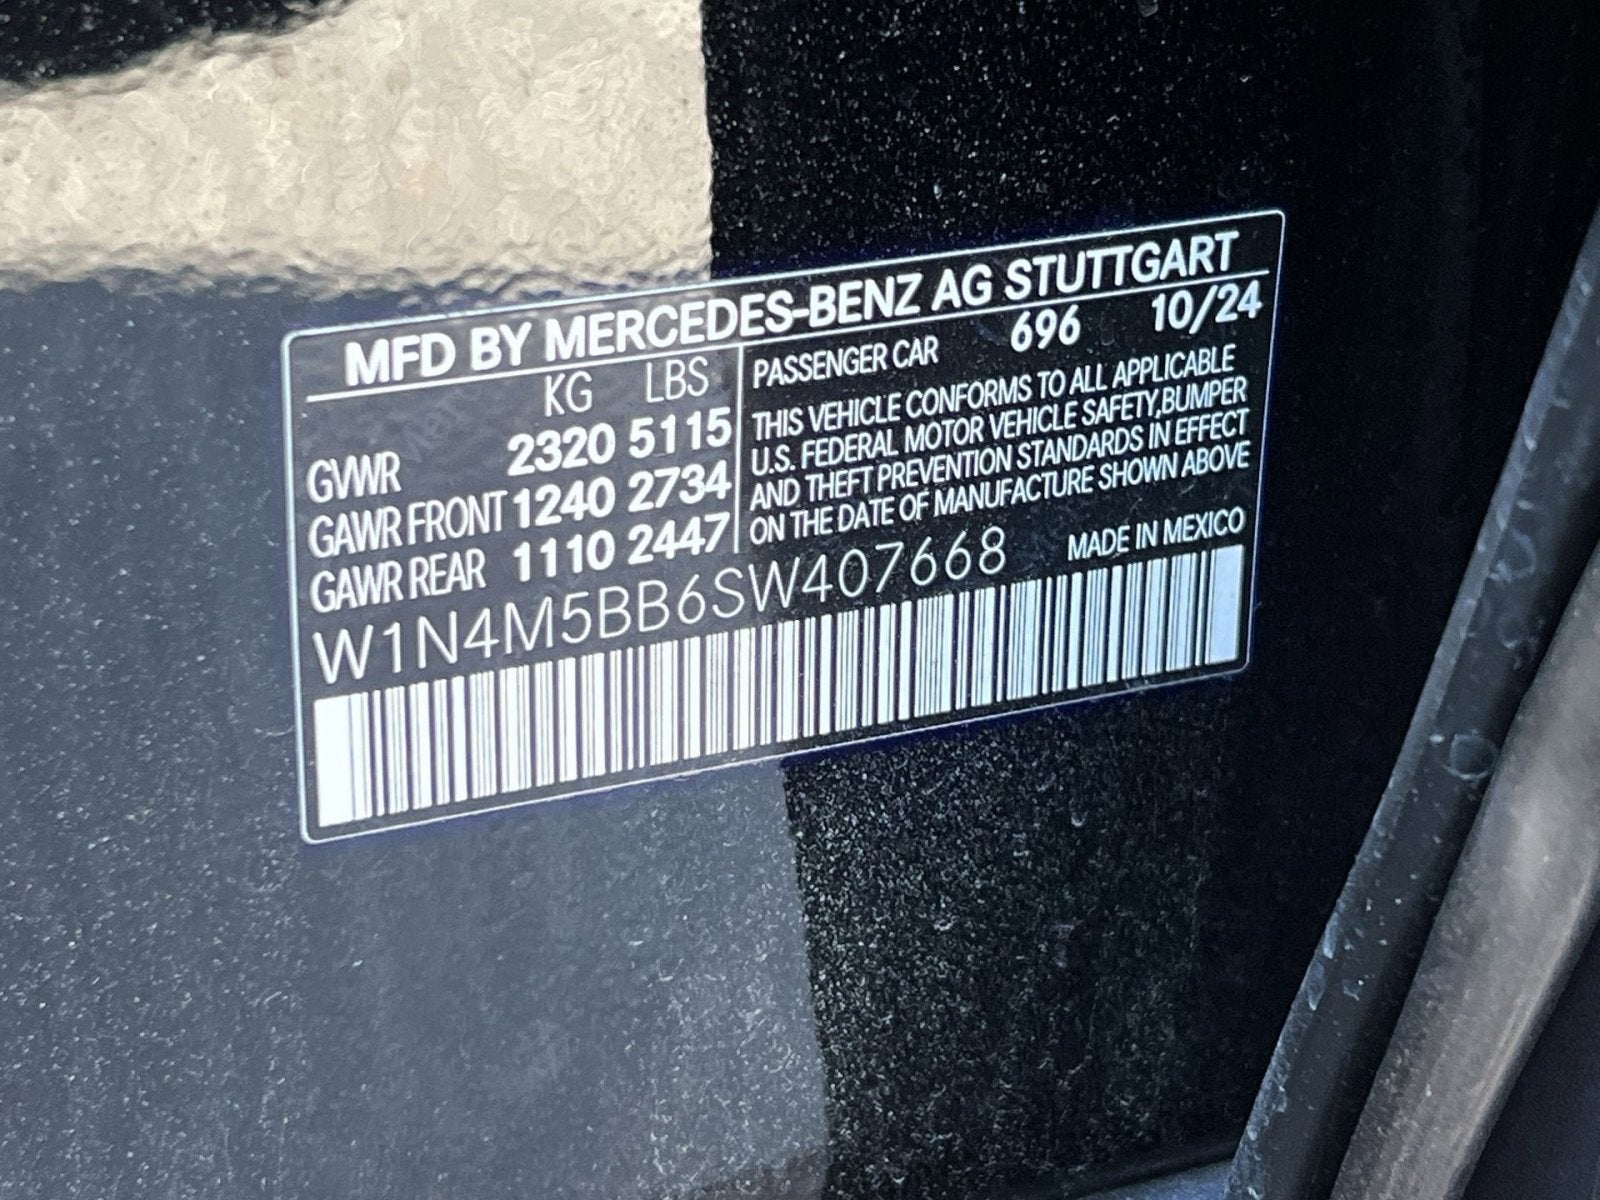 MFD BY MERCEDES-BENZ AG STUTTGART
KG LBS
GVWR 2320 5115
GAWR FRONT 1240 2734
GAWR REAR 1110 2447
PASSENGER CAR 696 10/24
THIS VEHICLE CONFORMS TO ALL APPLICABLE
U.S. FEDERAL MOTOR VEHICLE SAFETY,BUMPER
AND THEFT PREVENTION STANDARDS IN EFFECT
ON THE DATE OF MANUFACTURE SHOWN ABOVE
W1N4M5BB6SW407668 MADE IN MEXICO